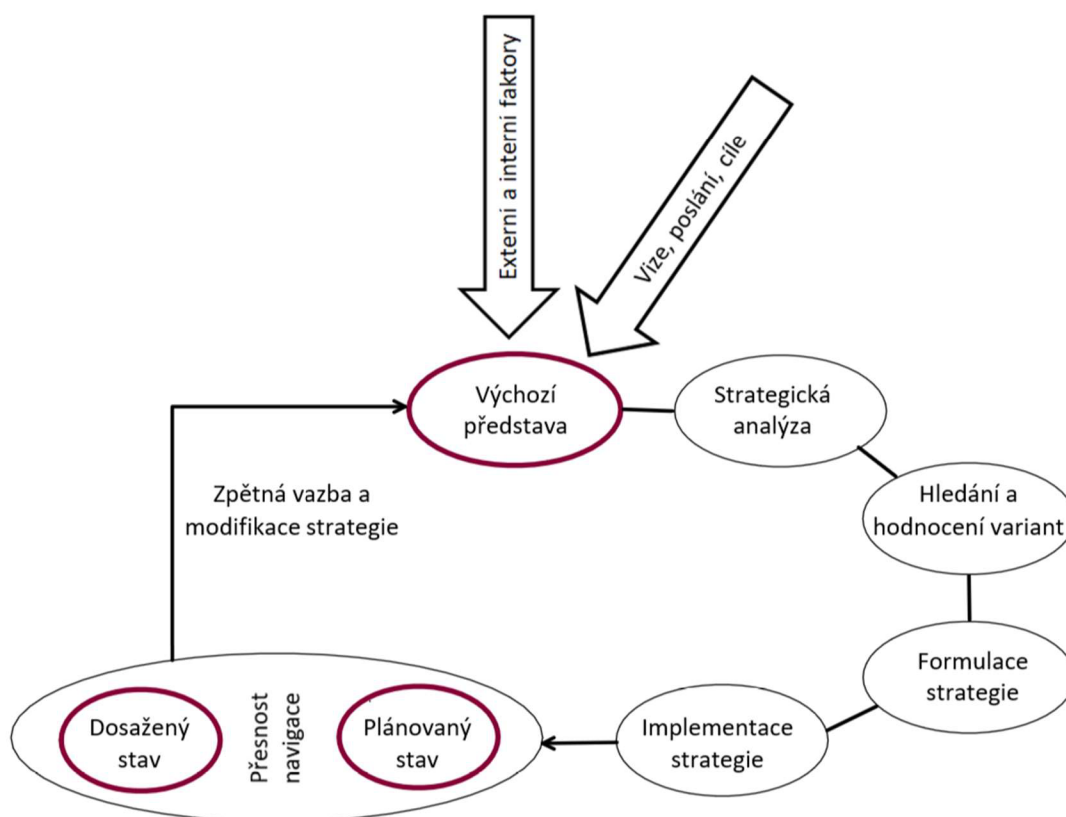 Externí a interní faktory
Vize, poslání, cíle
Výchozí
představa
Strategická
analýza
Hledání a
hodnocení variant
Formulace
strategie
Implementace
strategie
Plánovaný
stav
Přesnost
navigace
Dosažený
stav
Zpětná vazba a
modifikace strategie